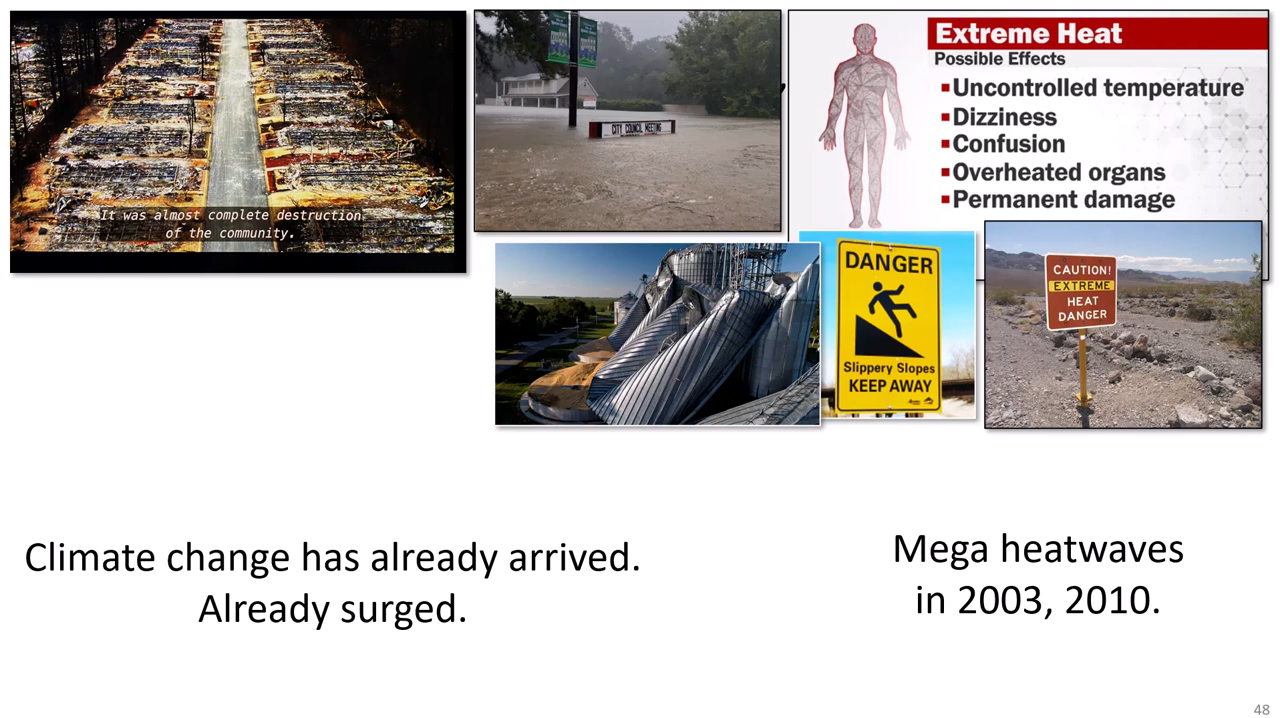 It was almost complete destruction
of the community.
CITY COUNCIL MEETING
Extreme Heat
Possible Effects
▪Uncontrolled temperature
▪Dizziness
▪Confusion
▪Overheated organs
▪Permanent damage
DANGER
Slippery Slopes
KEEP AWAY
CAUTION!
EXTREME
HEAT
DANGER
Climate change has already arrived.
Already surged.
Mega heatwaves
in 2003, 2010.
48